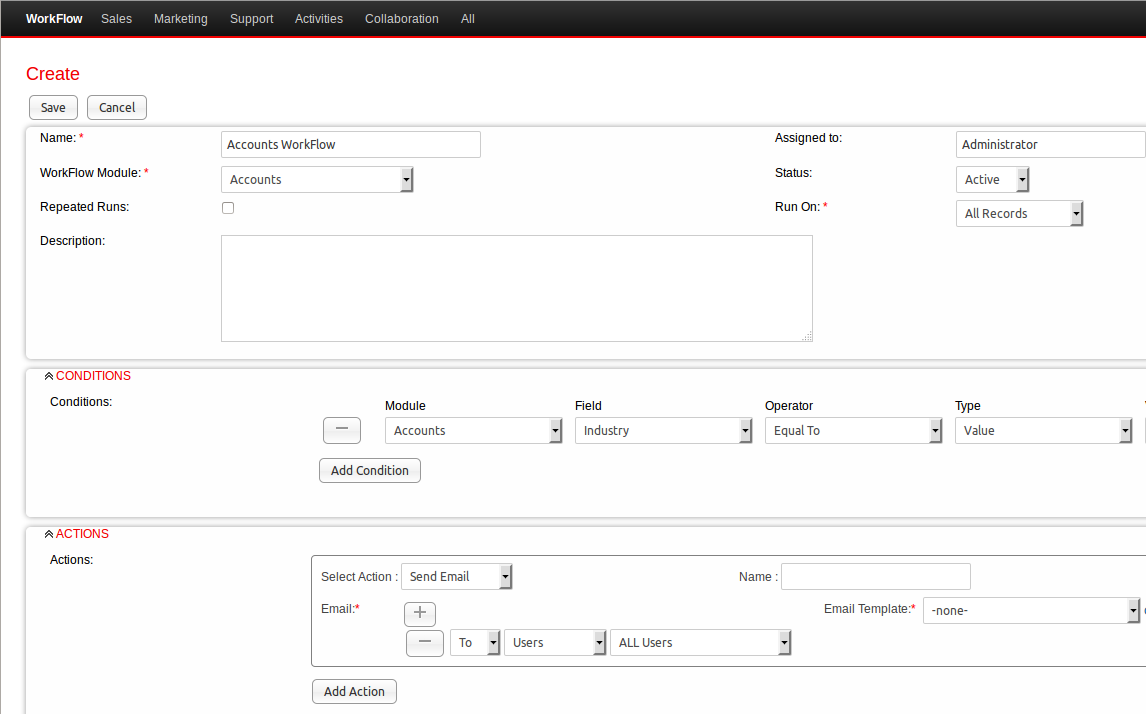 WorkFlow Sales Marketing Support Activities Collaboration All
Create
Save Cancel
Name: * Accounts WorkFlow Assigned to: Administrator
WorkFlow Module: * Accounts Status: Active
Repeated Runs: Run On: * All Records
Description:
CONDITIONS
Conditions:
Module Field Operator Type
Accounts Industry Equal To Value
Add Condition
ACTIONS
Actions:
Select Action : Send Email Name :
Email:* Email Template:* -none-
To Users ALL Users
Add Action